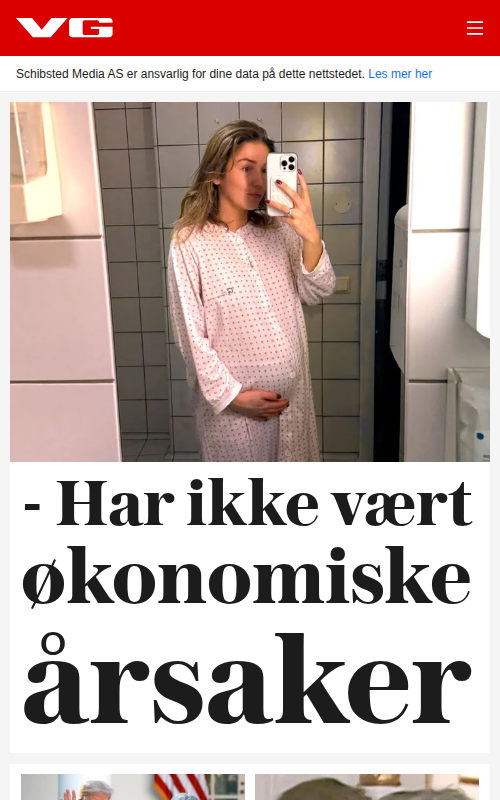 VG
Schibsted Media AS er ansvarlig for dine data på dette nettstedet. Les mer her
- Har ikke vært
økonomiske
årsaker